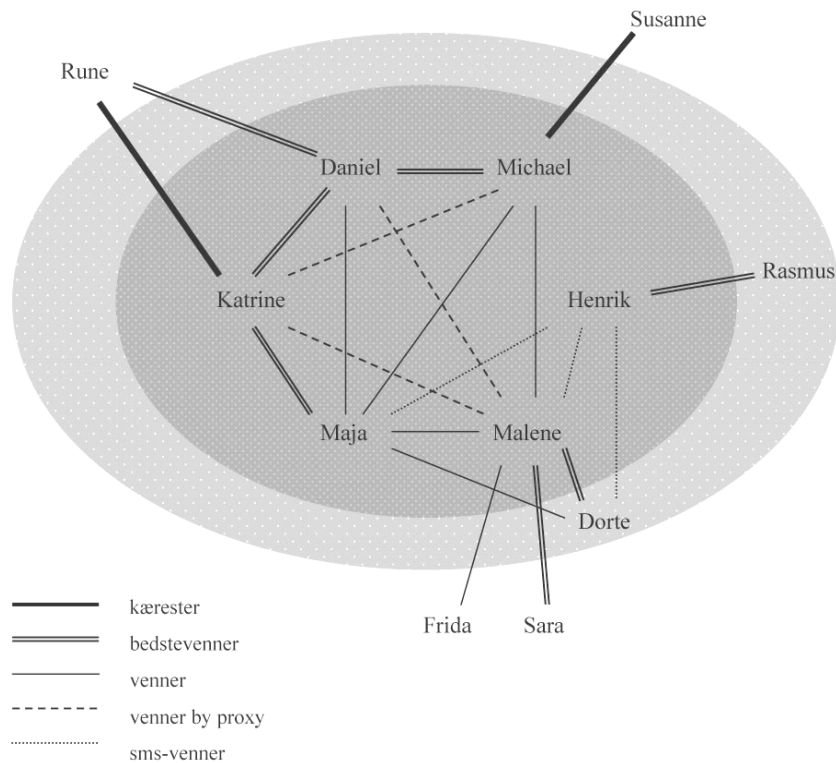 Susanne
Rune
Daniel
Michael
Rasmus
Katrine
Henrik
Maja
Malene
Dorte
Frida
Sara
kærester
bedstevenner
venner
venner by proxy
sms-venner